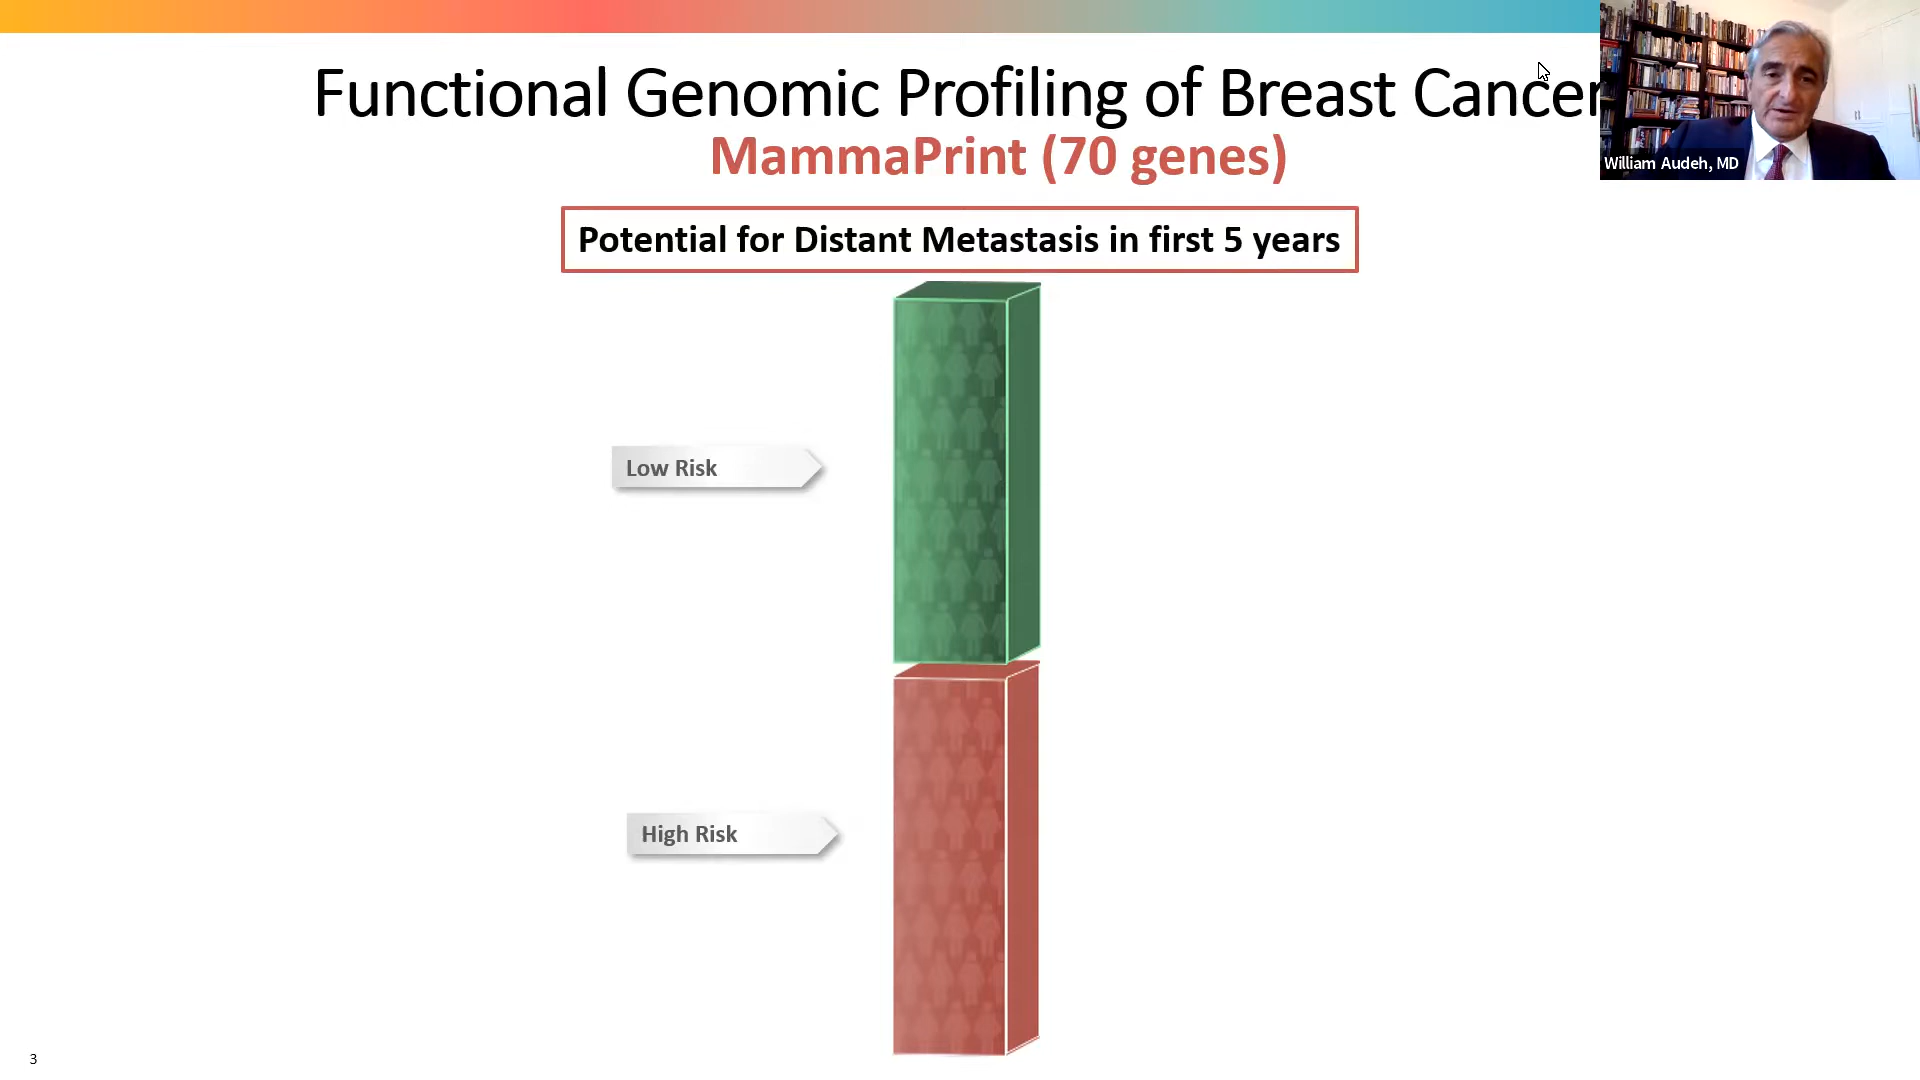 Functional Genomic Profiling of Breast Cancer
MammaPrint (70 genes)
William Audeh, MD
Potential for Distant Metastasis in first 5 years
Low Risk
High Risk
3